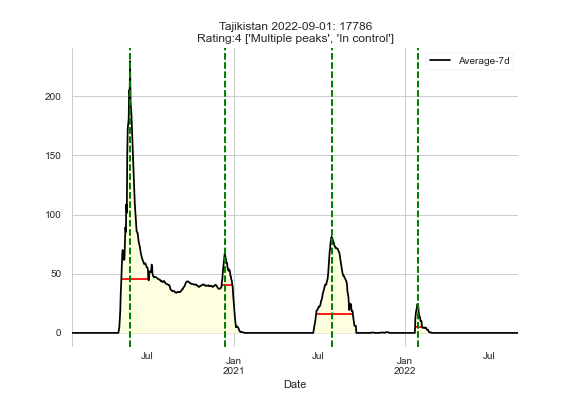 Tajikistan 2022-09-01: 17786
Rating:4 ['Multiple peaks', 'In control']
Average-7d
200
150
100
50
0
Jul
Jan
2021
Jul
Jan
2022
Jul
Date